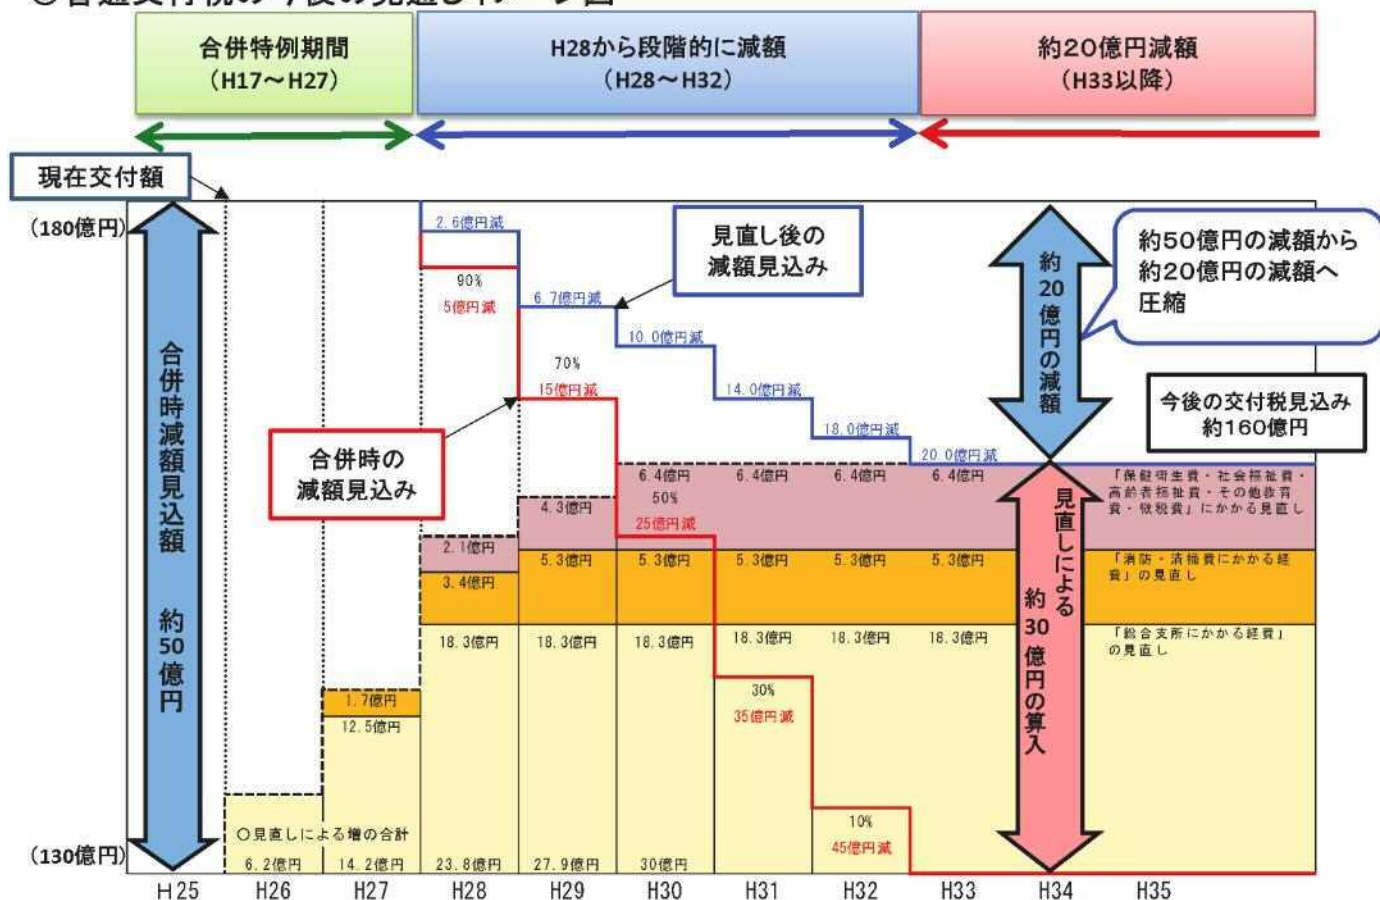 ○普通交付税の今後の見通しイメージ図
合併特例期間
（H17～H27）
H28から段階的に減額
（H28～H32）
約20億円減額
（H33以降）
現在交付額
（180億円）
2.6億円減
90%
5億円減
見直し後の
減額見込み
6.7億円減
10.0億円減
70%
15億円減
14.0億円減
18.0億円減
20.0億円減
約20億円の減額
約50億円の減額から
約20億円の減額へ
圧縮
今後の交付税見込み
約160億円
合併時減額見込額　約50億円
合併時の
減額見込み
6.4億円
6.4億円
6.4億円
6.4億円
50%
25億円減
4.3億円
2.1億円
「保健衛生費・社会福祉費・
高齢者福祉費・その他教育
費・徴税費」にかかる見直し
3.4億円
5.3億円
5.3億円
5.3億円
5.3億円
5.3億円
「消防・清掃費にかかる経
費」の見直し
見直しによる
約30億円の算入
18.3億円
18.3億円
18.3億円
18.3億円
18.3億円
18.3億円
「総合支所にかかる経費」
の見直し
1.7億円
12.5億円
30%
35億円減
10%
45億円減
○見直しによる増の合計
（130億円）
6.2億円
14.2億円
23.8億円
27.9億円
30億円
H25
H26
H27
H28
H29
H30
H31
H32
H33
H34
H35